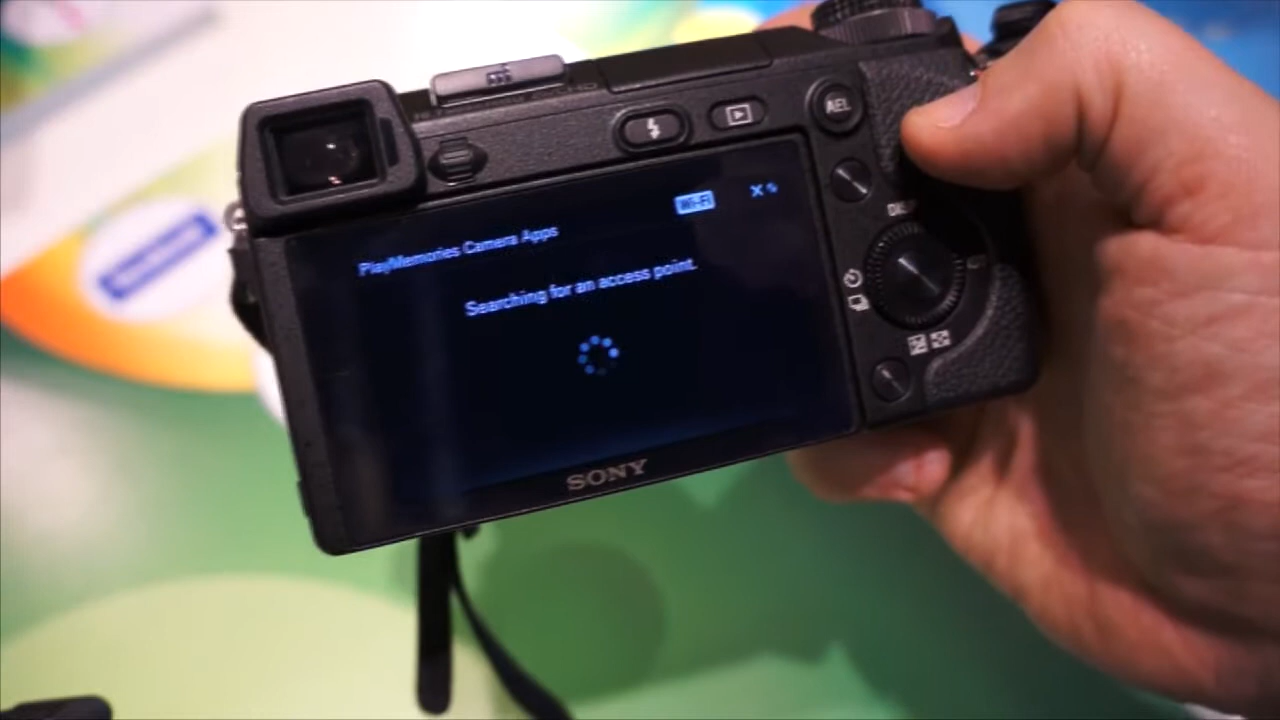 AEL
Wi-Fi
PlayMemories Camera Apps
Searching for an access point.
SONY